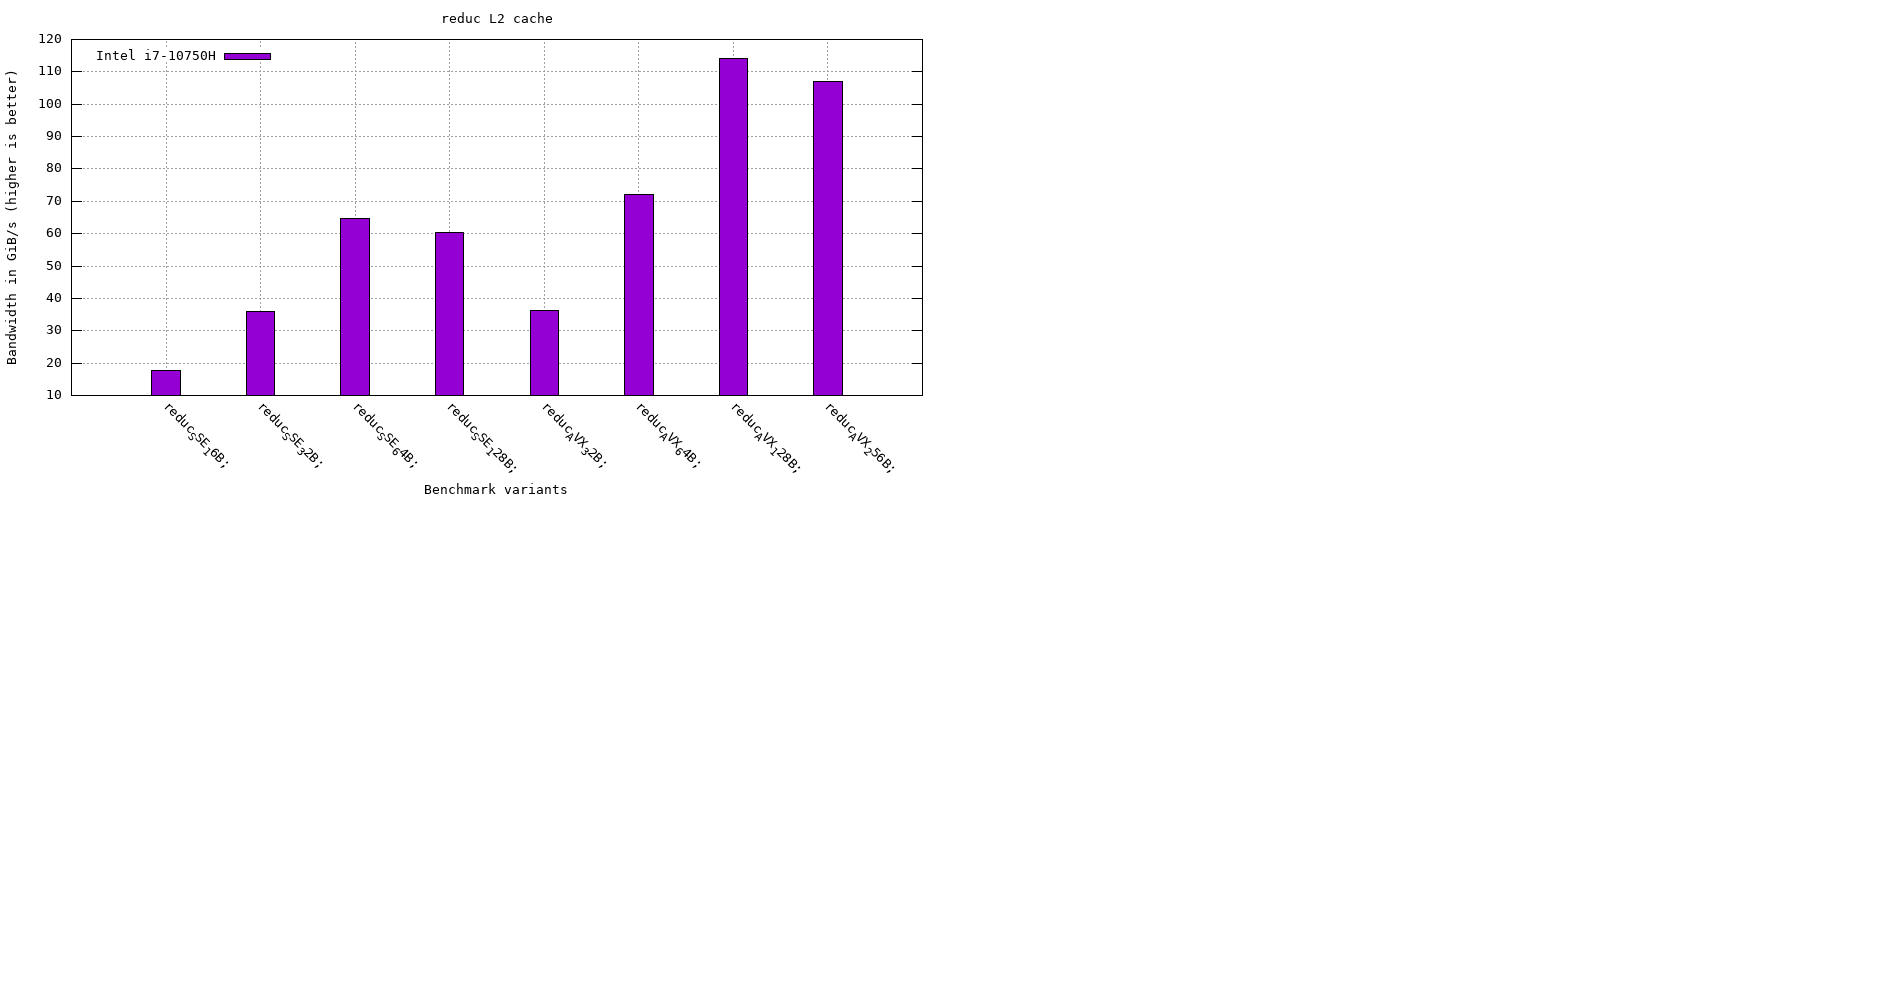 reduc L2 cache
Intel i7-10750H
Bandwidth in GiB/s (higher is better)
120
110
100
90
80
70
60
50
40
30
20
10
reducSSE16B;
reducSSE32B;
reducSSE64B;
reducSSE128B;
reducAVX32B;
reducAVX64B;
reducAVX128B;
reducAVX256B;
Benchmark variants